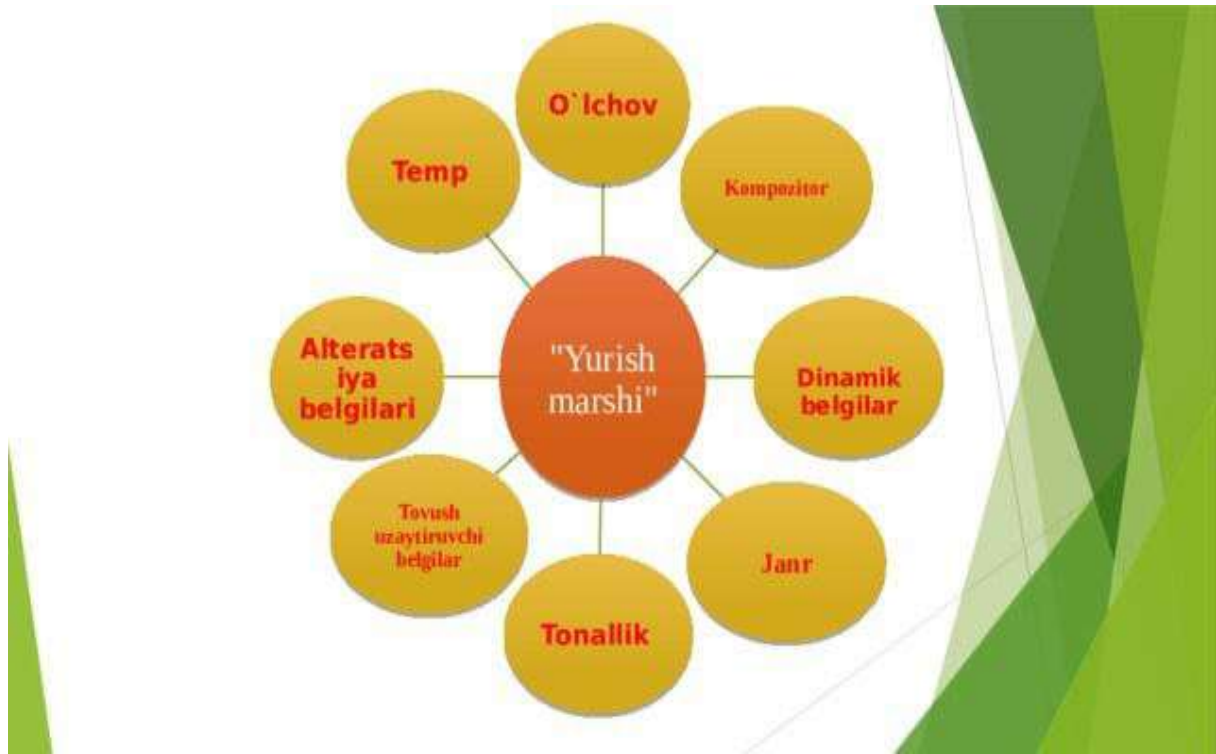 O`lchov
Temp
Kompozitor
"Yurish
marshi"
Alterats
iya
belgilari
Dinamik
belgilar
Tovush
uzaytiruvchi
belgilar
Janr
Tonallik